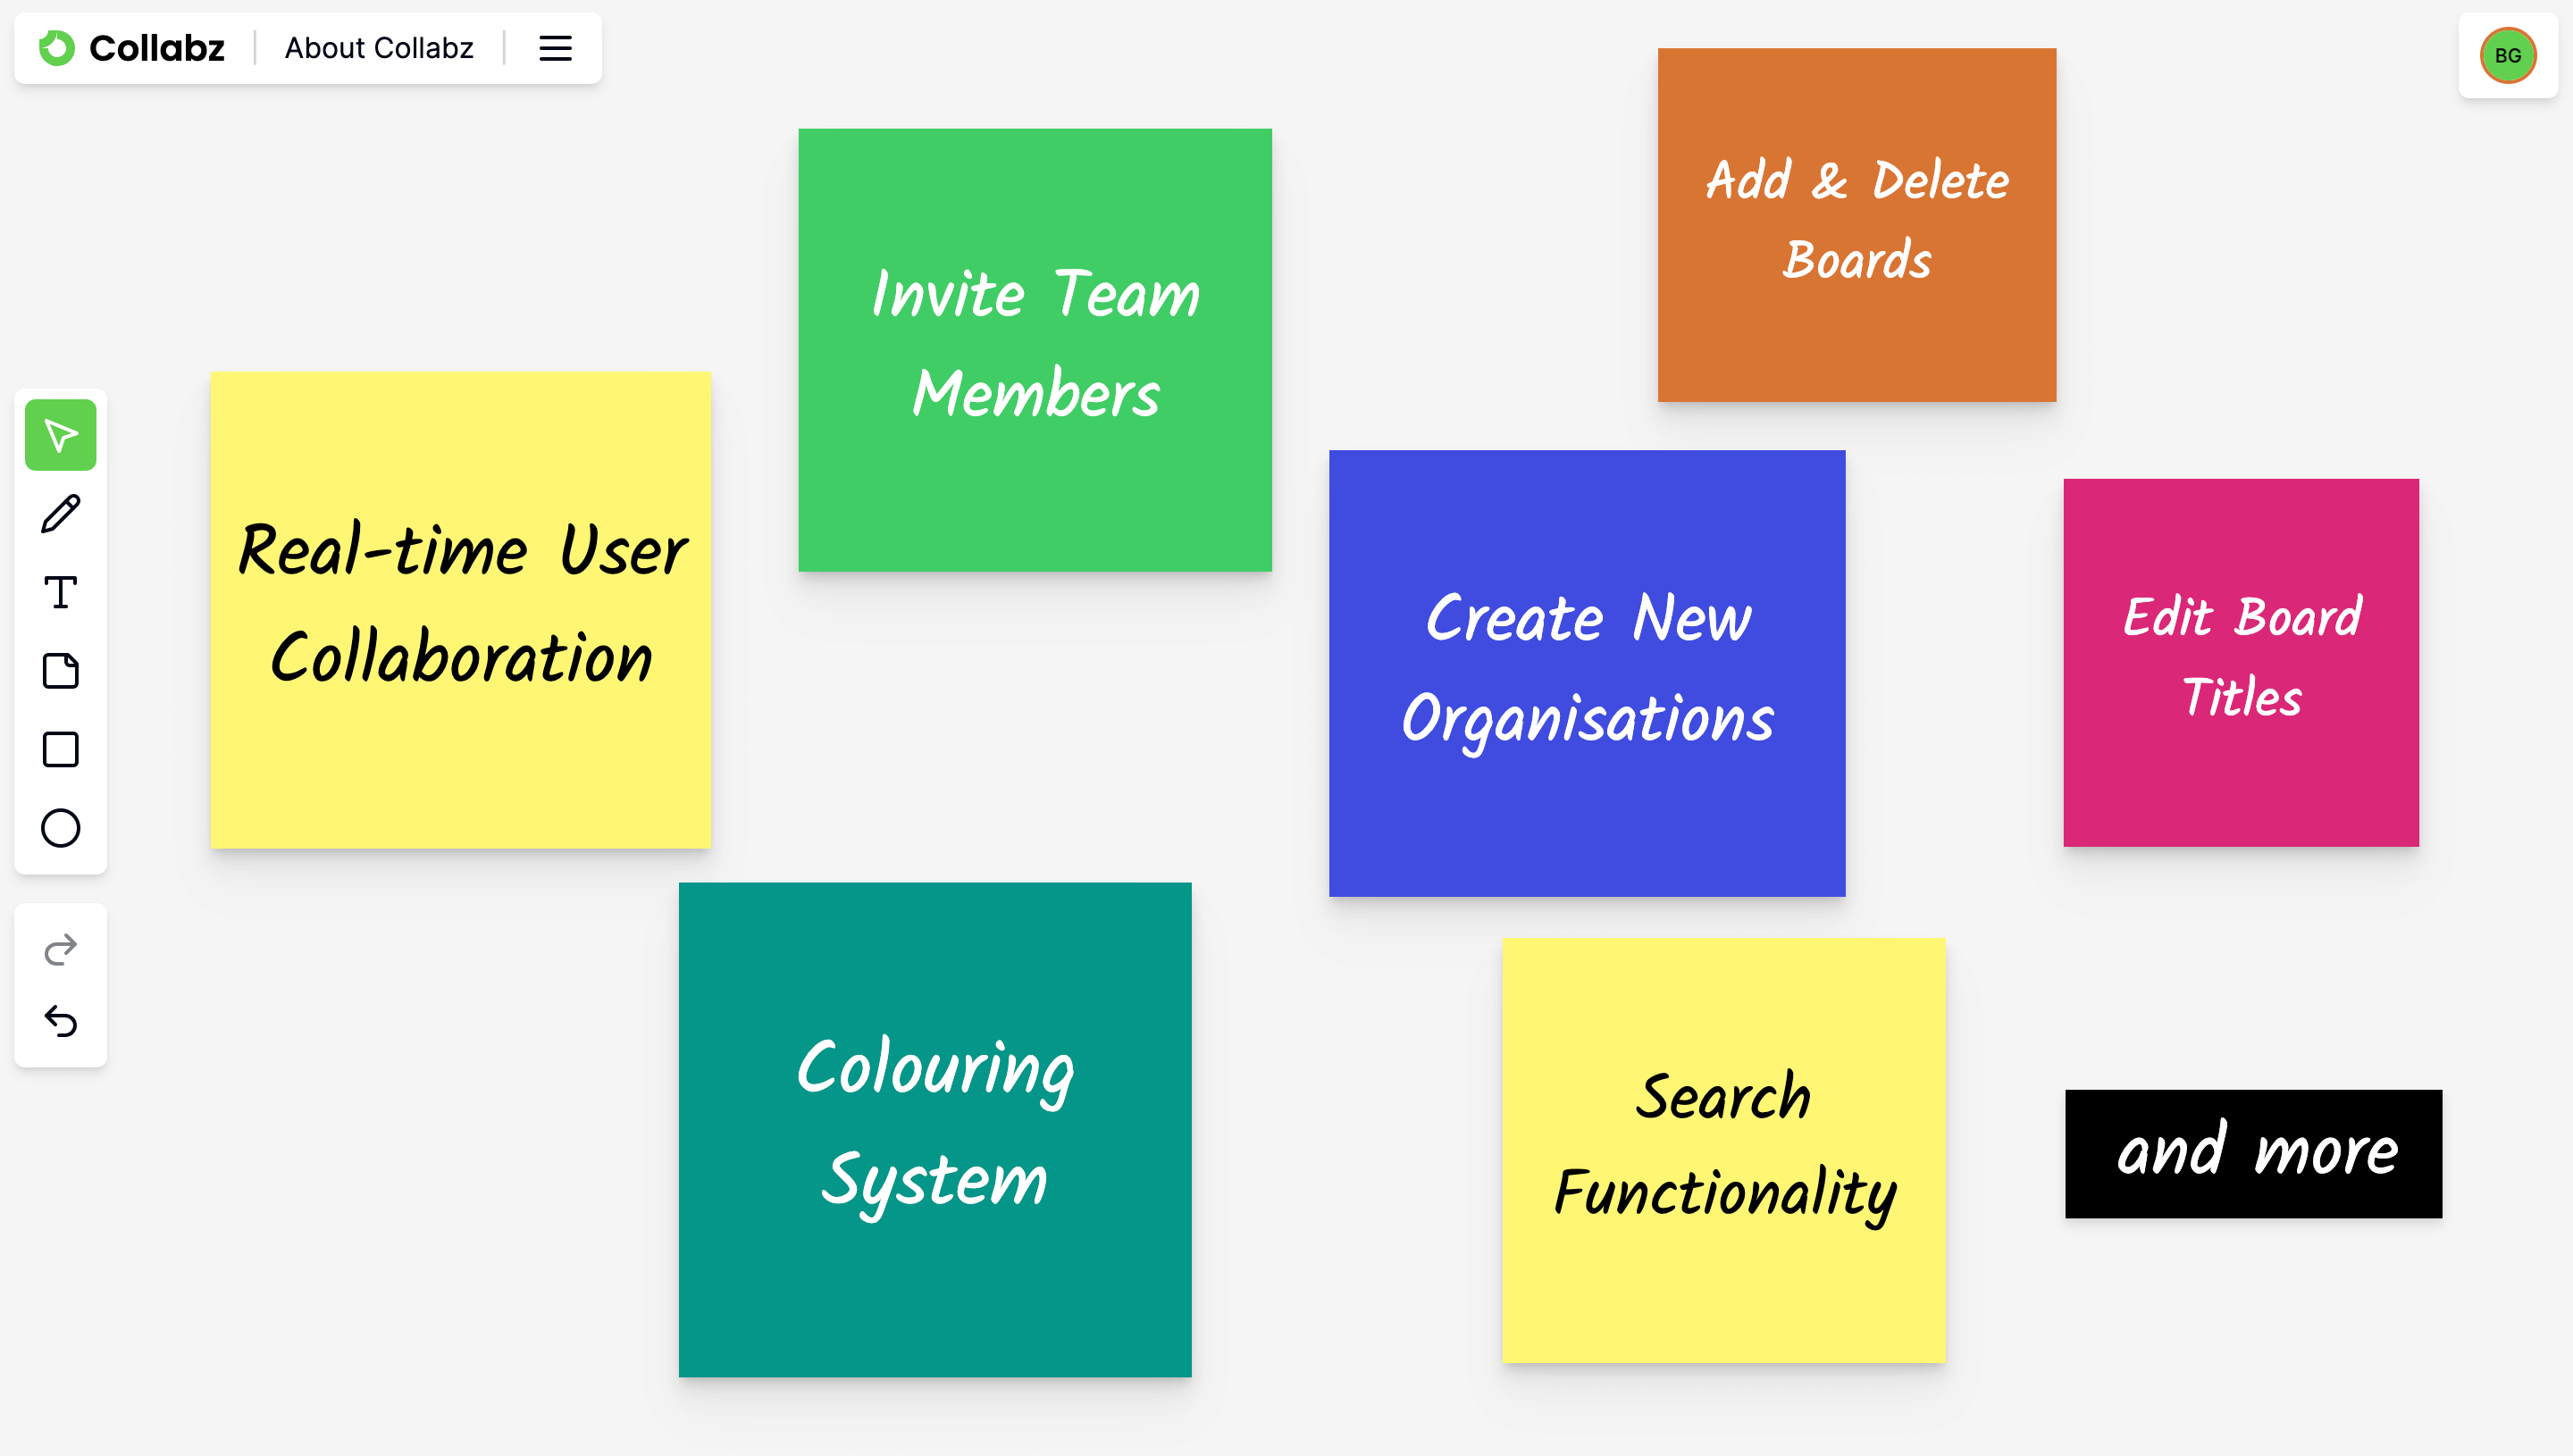 Collabz
About Collabz
BG
Add & Delete
Boards
Invite Team
Members
Real-time User
Collaboration
Create New
Organisations
Edit Board
Titles
Colouring
System
Search
Functionality
and more